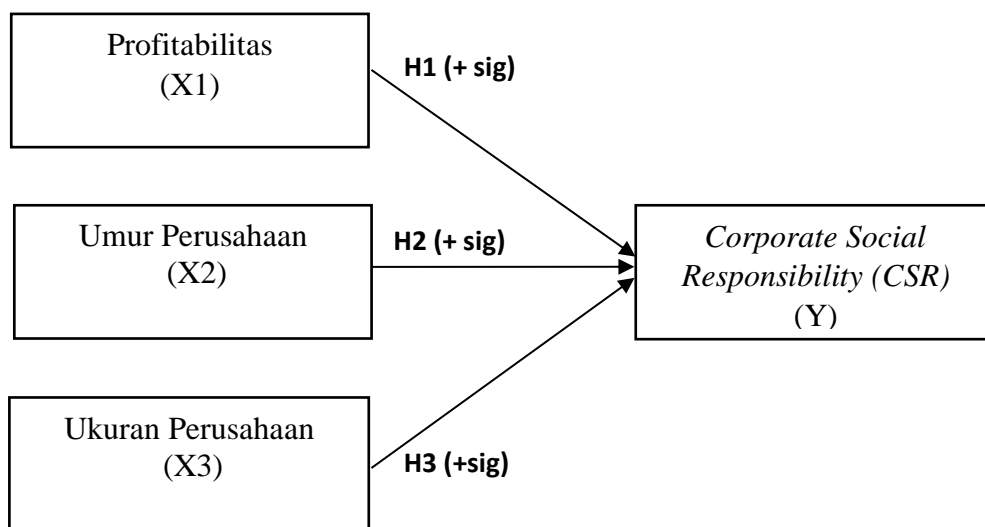 Profitabilitas
(X1)
H1 (+ sig)
Umur Perusahaan
(X2)
H2 (+ sig)
Corporate Social
Responsibility (CSR)
(Y)
Ukuran Perusahaan
(X3)
H3 (+sig)